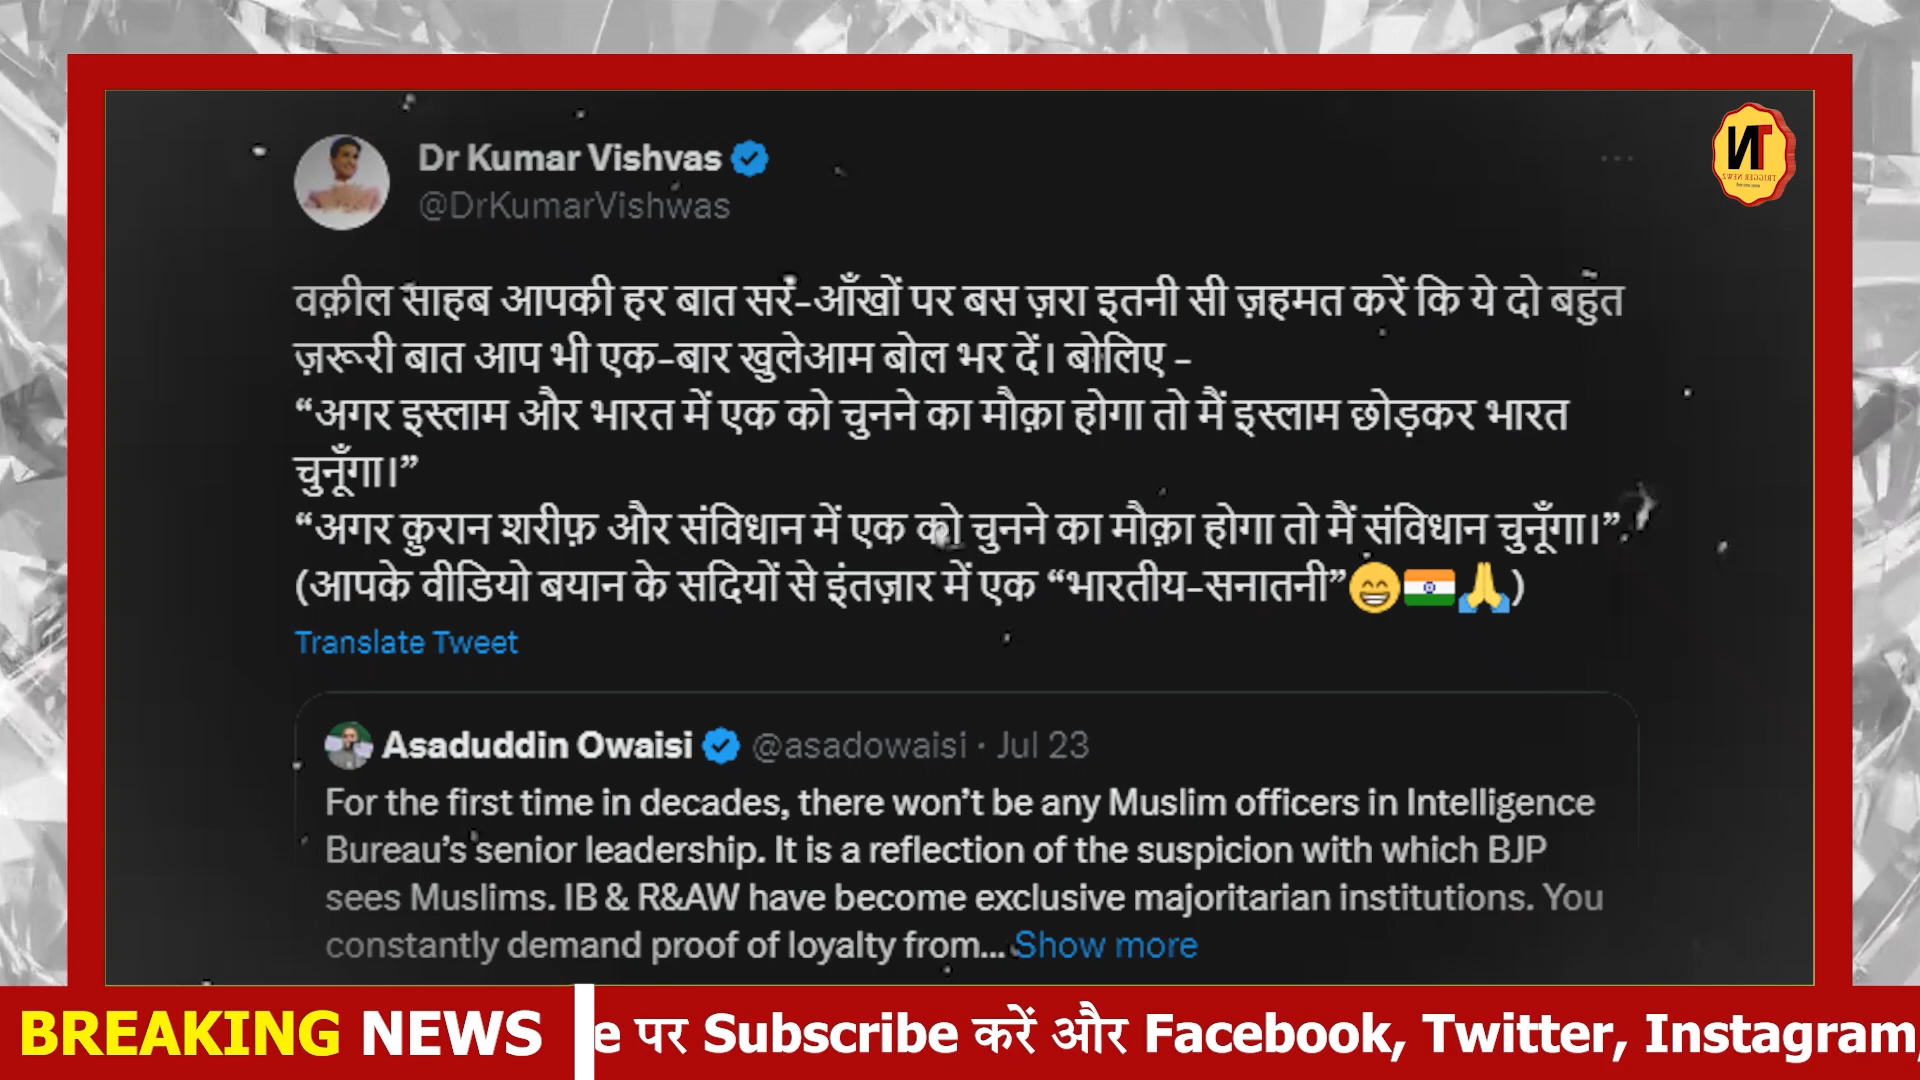 Dr Kumar Vishvas
@DrKumarVishwas
वक़ील साहब आपकी हर बात सर-आँखों पर बस ज़रा इतनी सी ज़हमत करें कि ये दो बहुत
ज़रूरी बात आप भी एक-बार खुलेआम बोल भर दें। बोलिए -
“अगर इस्लाम और भारत में एक को चुनने का मौक़ा होगा तो मैं इस्लाम छोड़कर भारत
चुनूँगा।”
“अगर क़ुरान शरीफ़ और संविधान में एक को चुनने का मौक़ा होगा तो मैं संविधान चुनूँगा।”
(आपके वीडियो बयान के सदियों से इंतज़ार में एक “भारतीय-सनातनी”😁🇮🇳🙏)
Translate Tweet
Asaduddin Owaisi @asadowaisi · Jul 23
For the first time in decades, there won’t be any Muslim officers in Intelligence
Bureau’s senior leadership. It is a reflection of the suspicion with which BJP
sees Muslims. IB & R&AW have become exclusive majoritarian institutions. You
constantly demand proof of loyalty from... Show more
TRIGGER NEWZ
BREAKING NEWS
e पर Subscribe करें और Facebook, Twitter, Instagram,